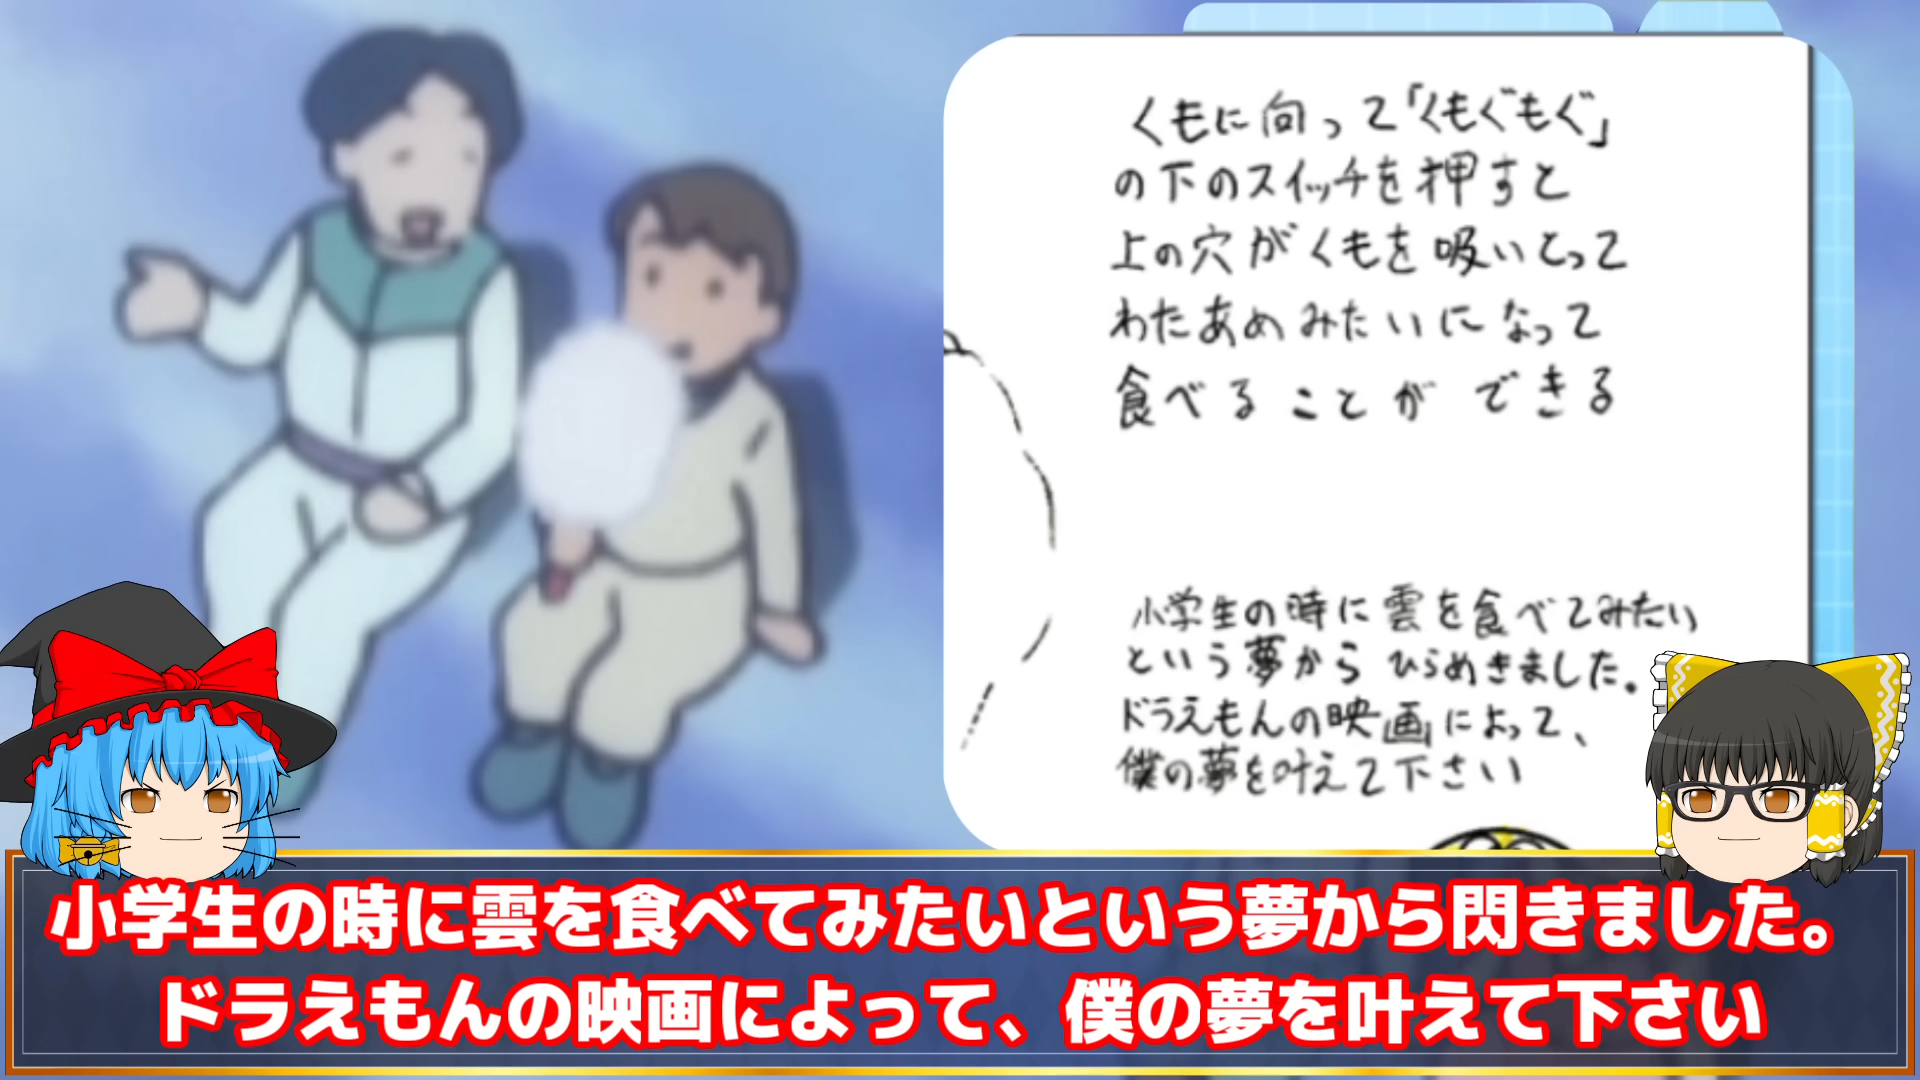 くもに向って「くもぐもぐ」
の下のスイッチを押すと
上の穴がくもを吸いとって
わたあめみたいになって
食べることができる
小学生の時に雲を食べてみたい
という夢からひらめきました。
ドラえもんの映画によって、
僕の夢を叶えて下さい
小学生の時に雲を食べてみたいという夢から閃きました。
ドラえもんの映画によって、僕の夢を叶えて下さい